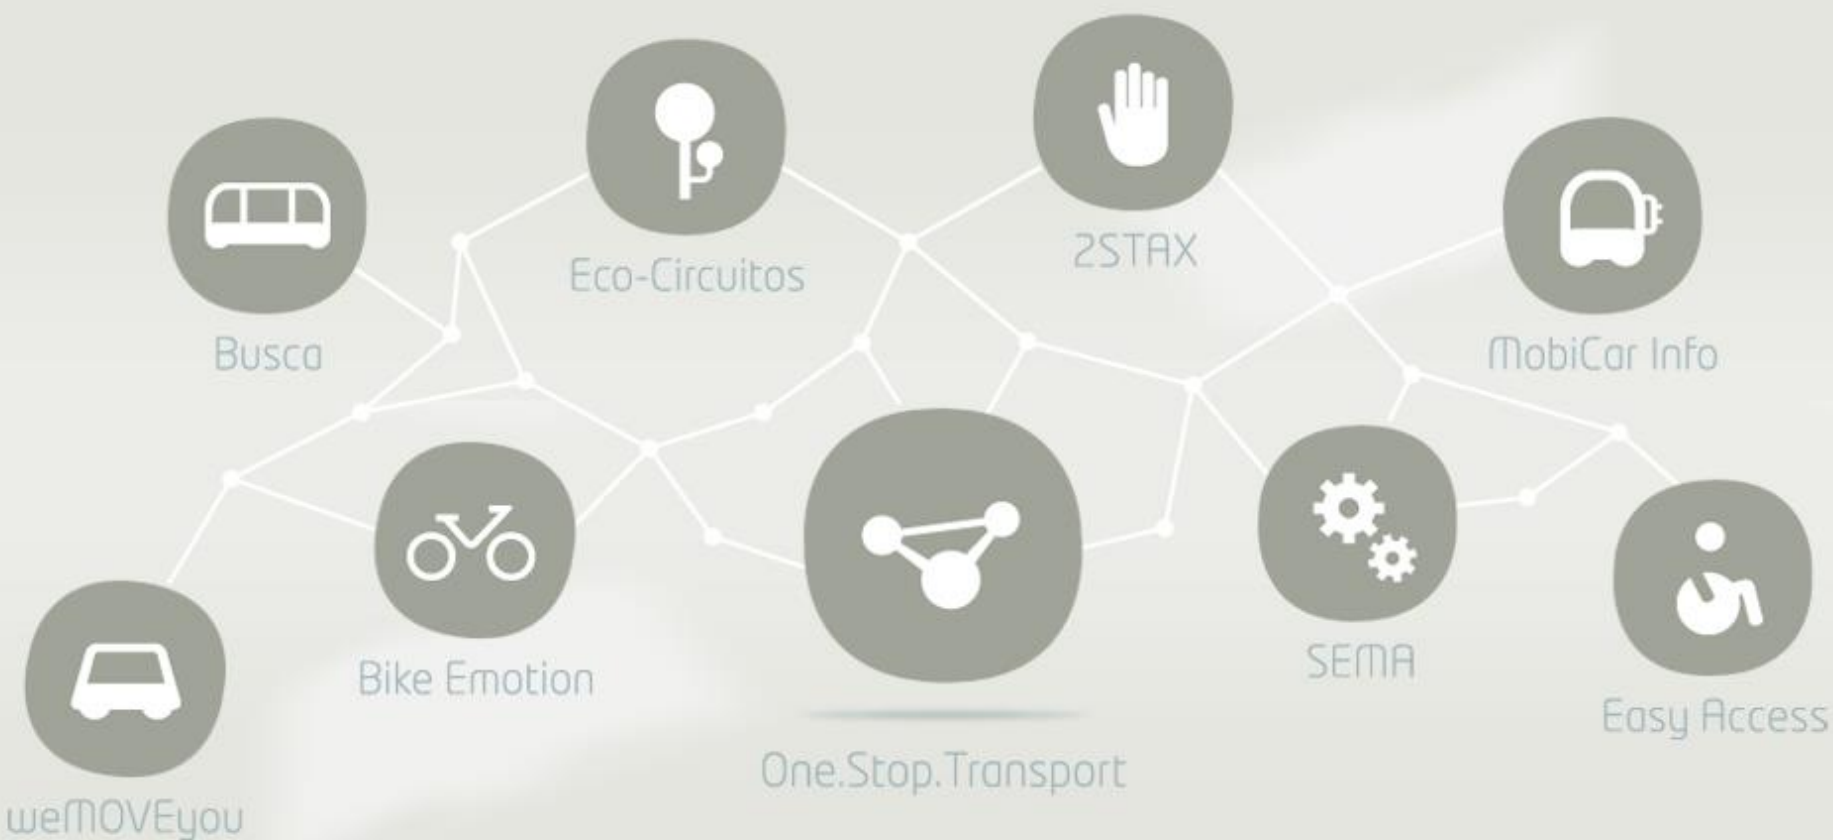 2STAX
Eco-Circuitos
Busca
MobiCar Info
Bike Emotion
SEMA
Easy Access
One.Stop.Transport
weMOVEyou